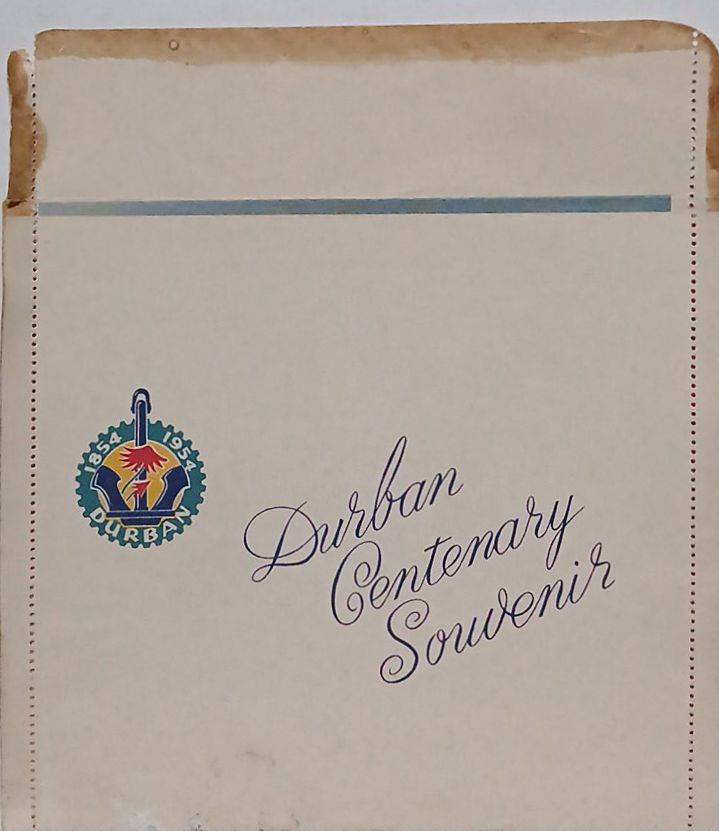 1854 1954
DURBAN
Durban
Centenary
Souvenir